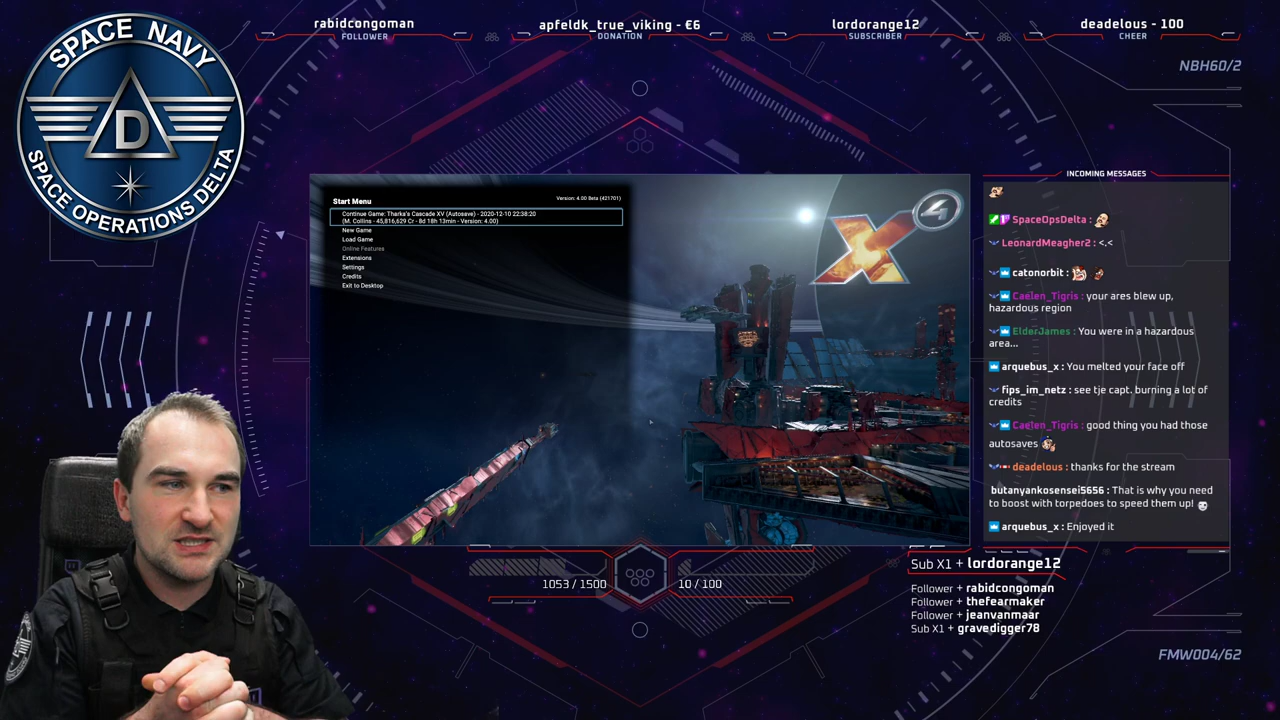 SPACE NAVY
D
SPACE OPERATIONS DELTA
rabidcongoman
FOLLOWER
apfeldk_true_viking - €6
DONATION
lordorange12
SUBSCRIBER
deadelous - 100
CHEER
NBH60/2
Start Menu
Version: 4.00 Beta (421701)
Continue Game: Tharka's Cascade XV (Autosave) - 2020-12-10 22:38:20
(M. Collins - 45,816,629 Cr - 8d 18h 13min - Version: 4.00)
New Game
Load Game
Online Features
Extensions
Settings
Credits
Exit to Desktop
X4
INCOMING MESSAGES
SpaceOpsDelta :
LeonardMeagher2 : <.<
catonorbit :
Caelen_Tigris : your ares blew up,
hazardous region
ElderJames : You were in a hazardous
area...
arquebus_x : You melted your face off
fips_im_netz : see tje capt. burning a lot of
credits
Caelen_Tigris : good thing you had those
autosaves
deadelous : thanks for the stream
butanyankosensei5656 : That is why you need
to boost with torpedoes to speed them up!
arquebus_x : Enjoyed it
1053 / 1500
10 / 100
Sub X1 + lordorange12
Follower + rabidcongoman
Follower + thefearmaker
Follower + jeanvanmaar
Sub X1 + gravedigger78
FMW004/62